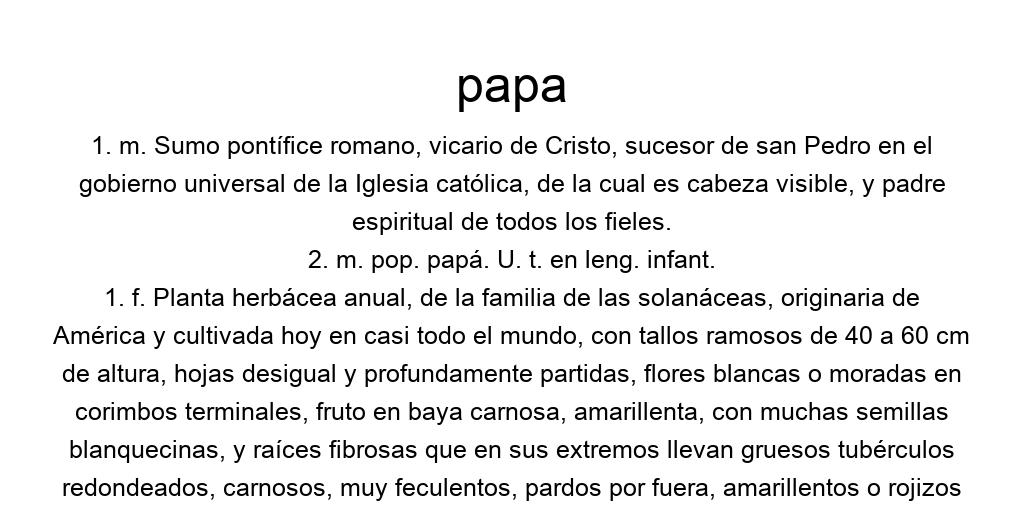 papa
1. m. Sumo pontífice romano, vicario de Cristo, sucesor de san Pedro en el
gobierno universal de la Iglesia católica, de la cual es cabeza visible, y padre
espiritual de todos los fieles.
2. m. pop. papá. U. t. en leng. infant.
1. f. Planta herbácea anual, de la familia de las solanáceas, originaria de
América y cultivada hoy en casi todo el mundo, con tallos ramosos de 40 a 60 cm
de altura, hojas desigual y profundamente partidas, flores blancas o moradas en
corimbos terminales, fruto en baya carnosa, amarillenta, con muchas semillas
blanquecinas, y raíces fibrosas que en sus extremos llevan gruesos tubérculos
redondeados, carnosos, muy feculentos, pardos por fuera, amarillentos o rojizos